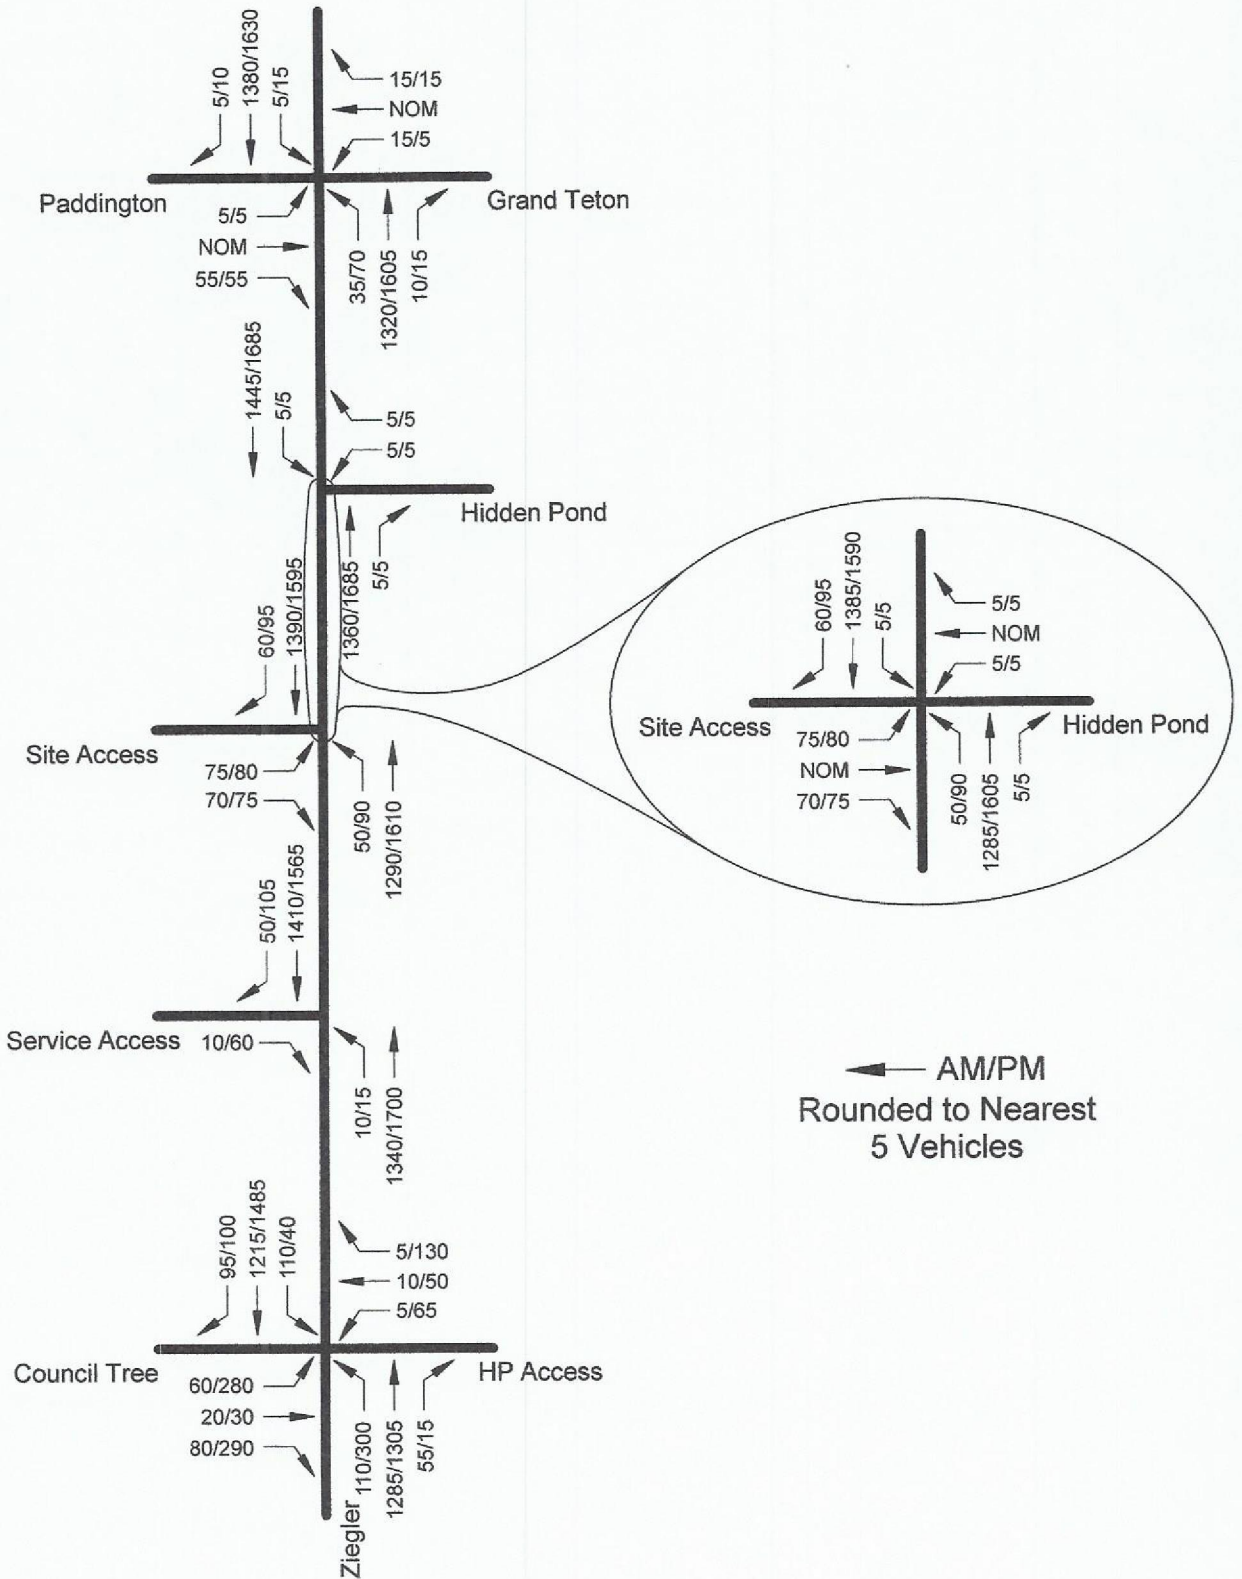 5/10
1380/1630
5/15
15/15
NOM
15/5
Paddington
Grand Teton
5/5
NOM
55/55
35/70
1320/1605
10/15
1445/1685
5/5
5/5
5/5
Hidden Pond
60/95
1390/1595
1360/1685
5/5
Site Access
75/80
70/75
50/90
1290/1610
60/95
1385/1590
5/5
5/5
NOM
5/5
Site Access
Hidden Pond
75/80
NOM
70/75
50/90
1285/1605
5/5
50/105
1410/1565
Service Access
10/60
10/15
1340/1700
AM/PM
Rounded to Nearest
5 Vehicles
95/100
1215/1485
110/40
5/130
10/50
5/65
Council Tree
HP Access
60/280
20/30
80/290
110/300
1285/1305
55/15
Ziegler